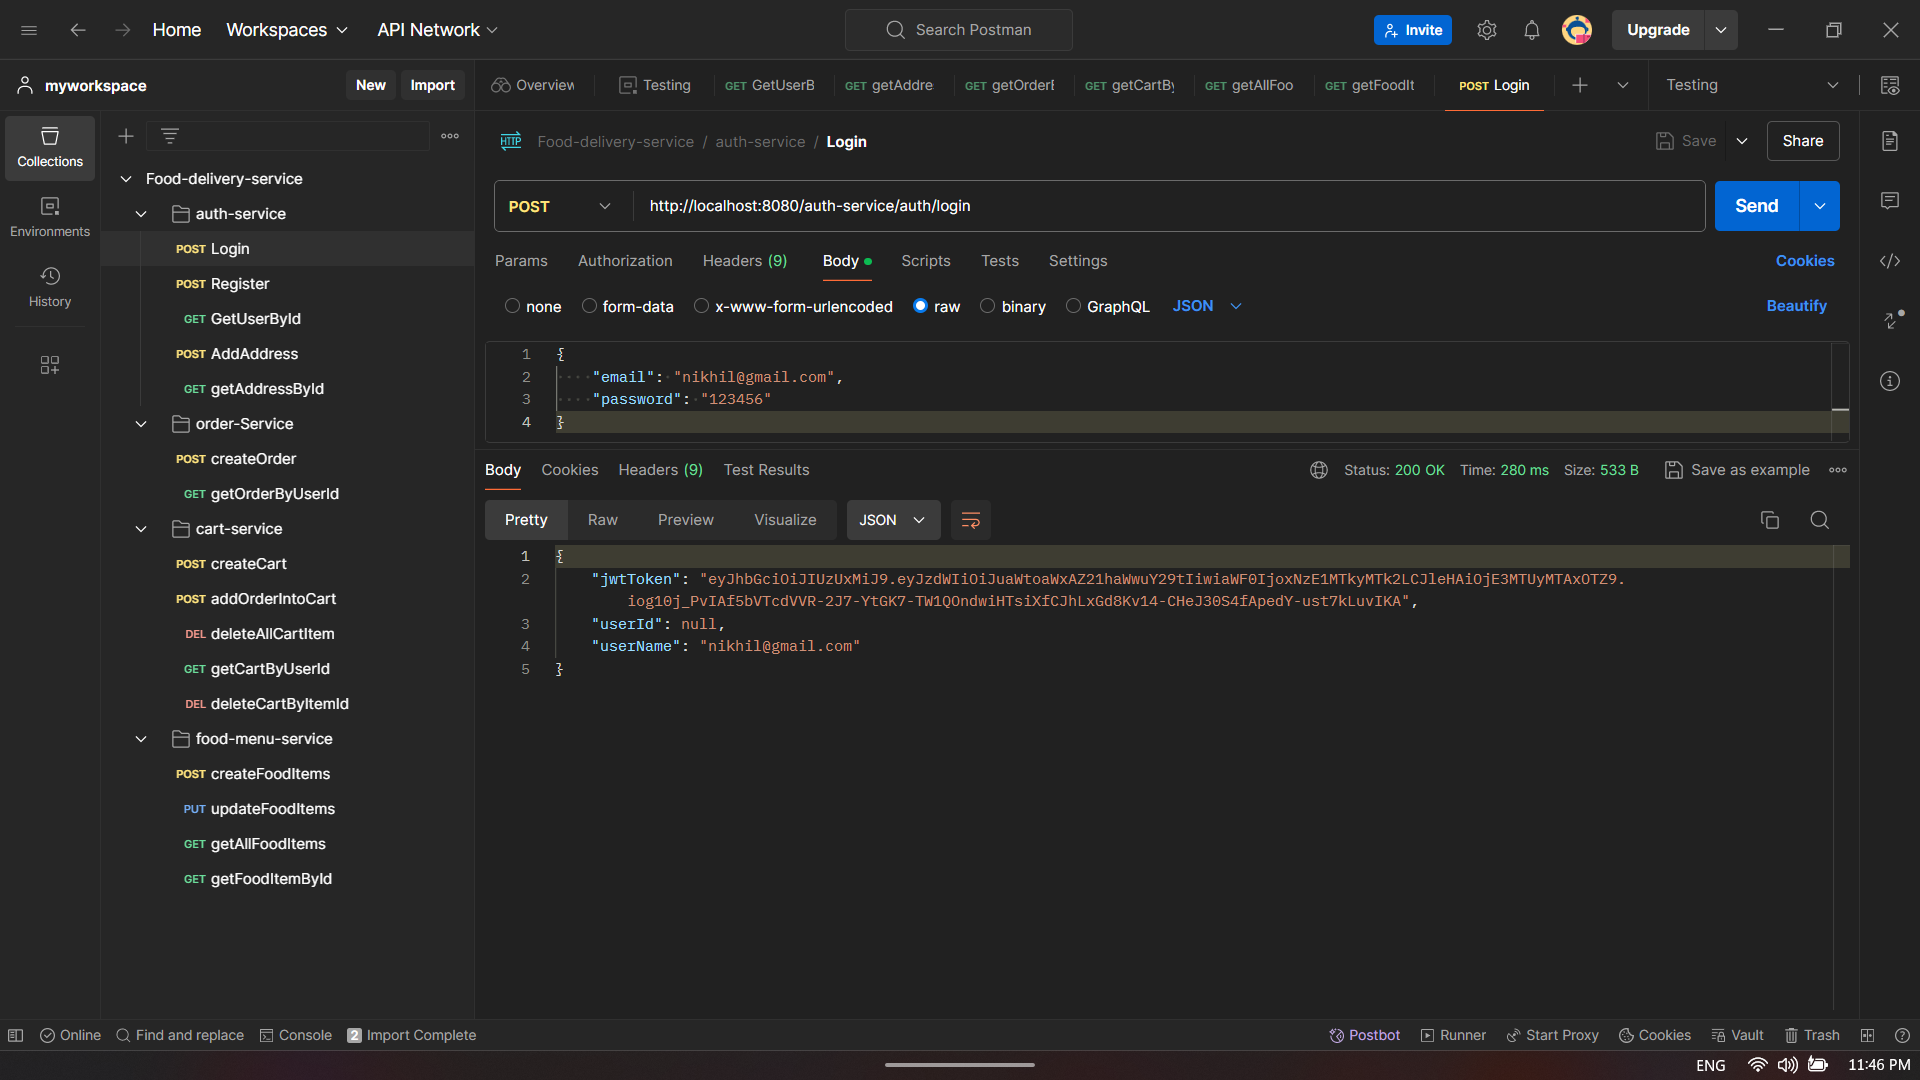 Home Workspaces API Network Search Postman Invite Upgrade
myworkspace New Import Overview Testing GET GetUserB GET getAddre GET getOrderB GET getCartBy GET getAllFoo GET getFoodIt POST Login Testing
Collections
Environments
History
Food-delivery-service
auth-service
POST Login
POST Register
GET GetUserById
POST AddAddress
GET getAddressById
order-Service
POST createOrder
GET getOrderByUserId
cart-service
POST createCart
POST addOrderIntoCart
DEL deleteAllCartItem
GET getCartByUserId
DEL deleteCartByItemId
food-menu-service
POST createFoodItems
PUT updateFoodItems
GET getAllFoodItems
GET getFoodItemById
HTTP Food-delivery-service / auth-service / Login Save Share
POST http://localhost:8080/auth-service/auth/login Send
Params Authorization Headers (9) Body Scripts Tests Settings Cookies
none form-data x-www-form-urlencoded raw binary GraphQL JSON Beautify
1 {
2 "email": "nikhil@gmail.com",
3 "password": "123456"
4 }
Body Cookies Headers (9) Test Results Status: 200 OK Time: 280 ms Size: 533 B Save as example
Pretty Raw Preview Visualize JSON
1 {
2 "jwtToken": "eyJhbGciOiJIUzUxMiJ9.eyJzdWIiOiJuaWtoaWxAZ21haWwuY29tIiwiaWF0IjoxNzE1MTkyMTk2LCJleHAiOjE3MTUyMTAxOTZ9.
iog10j_PvIAf5bVTcdVVR-2J7-YtGK7-TW1QOndwiHTsiXfCJhLxGd8Kv14-CHeJ30S4fApedY-ust7kLuvIKA",
3 "userId": null,
4 "userName": "nikhil@gmail.com"
5 }
Online Find and replace Console 2 Import Complete Postbot Runner Start Proxy Cookies Vault Trash
ENG 11:46 PM